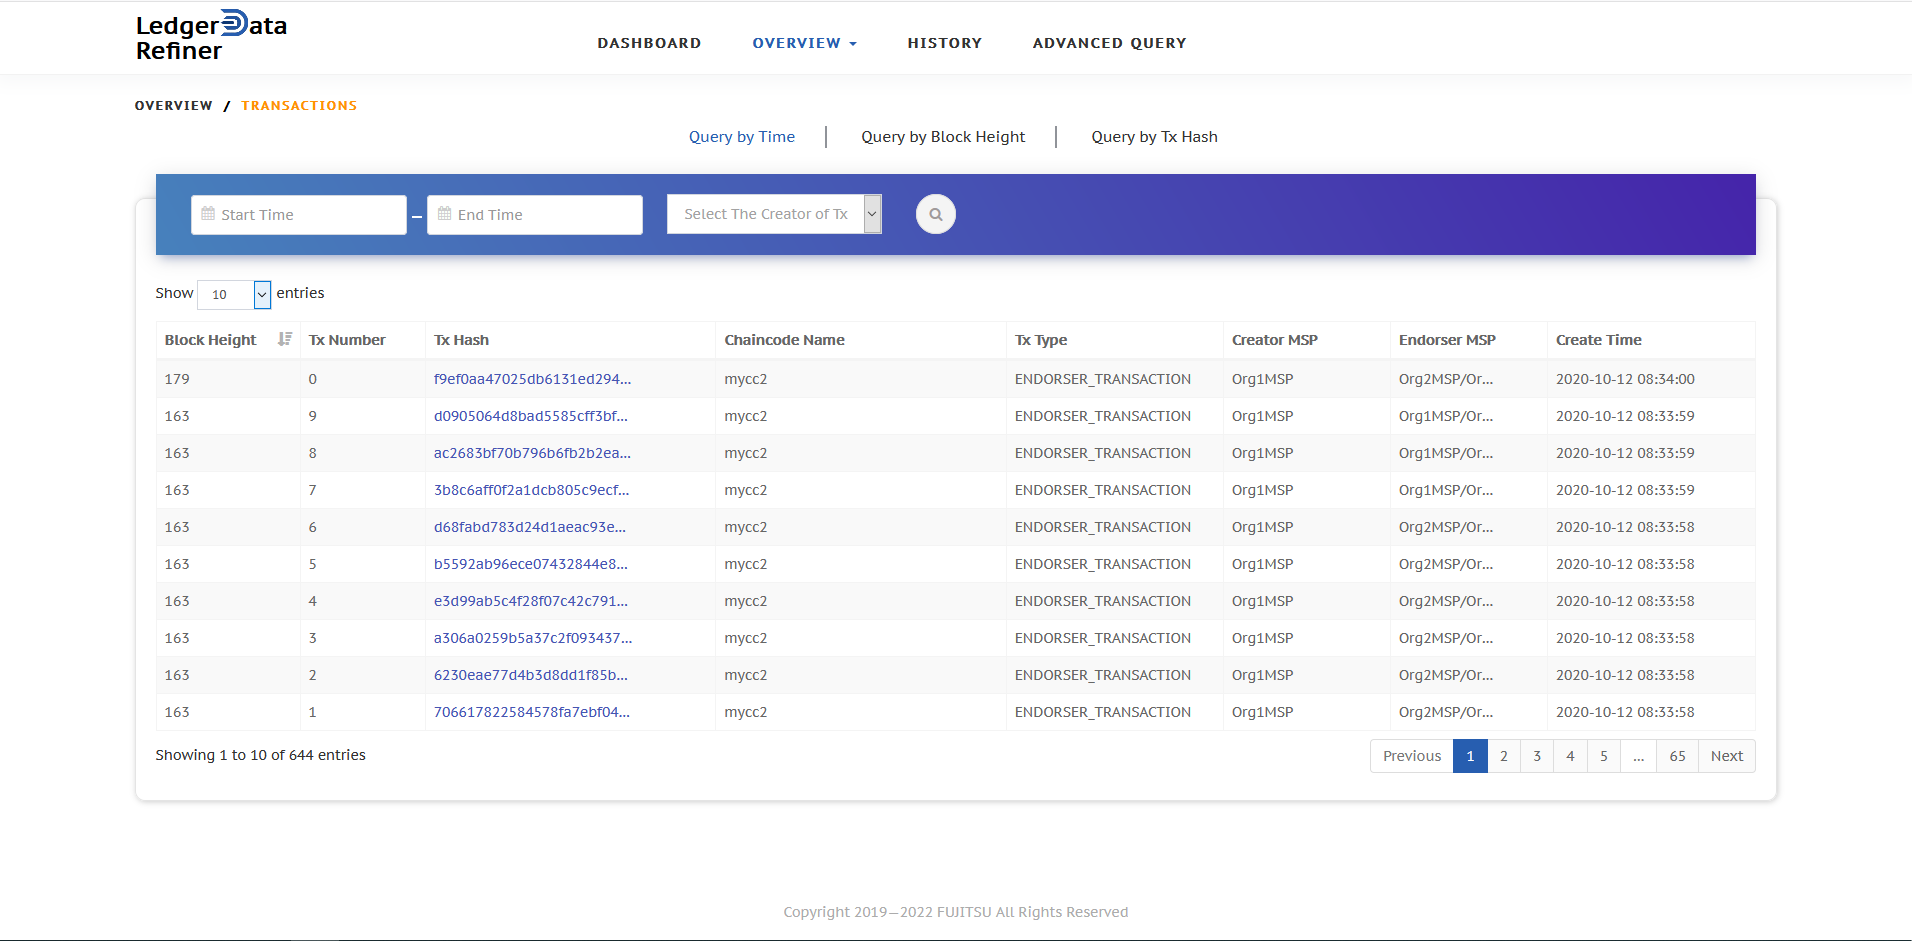 LedgerData
Refiner
DASHBOARD OVERVIEW HISTORY ADVANCED QUERY
OVERVIEW / TRANSACTIONS
Query by Time Query by Block Height Query by Tx Hash
Start Time – End Time Select The Creator of Tx
Show 10 entries
Block Height Tx Number Tx Hash Chaincode Name Tx Type Creator MSP Endorser MSP Create Time
179 0 f9ef0aa47025db6131ed294... mycc2 ENDORSER_TRANSACTION Org1MSP Org2MSP/Or... 2020-10-12 08:34:00
163 9 d0905064d8bad5585cff3bf... mycc2 ENDORSER_TRANSACTION Org1MSP Org1MSP/Or... 2020-10-12 08:33:59
163 8 ac2683bf70b796b6fb2b2ea... mycc2 ENDORSER_TRANSACTION Org1MSP Org1MSP/Or... 2020-10-12 08:33:59
163 7 3b8c6aff0f2a1dcb805c9ecf... mycc2 ENDORSER_TRANSACTION Org1MSP Org1MSP/Or... 2020-10-12 08:33:59
163 6 d68fabd783d24d1aeac93e... mycc2 ENDORSER_TRANSACTION Org1MSP Org2MSP/Or... 2020-10-12 08:33:58
163 5 b5592ab96ece07432844e8... mycc2 ENDORSER_TRANSACTION Org1MSP Org2MSP/Or... 2020-10-12 08:33:58
163 4 e3d99ab5c4f28f07c42c791... mycc2 ENDORSER_TRANSACTION Org1MSP Org2MSP/Or... 2020-10-12 08:33:58
163 3 a306a0259b5a37c2f093437... mycc2 ENDORSER_TRANSACTION Org1MSP Org2MSP/Or... 2020-10-12 08:33:58
163 2 6230eae77d4b3d8dd1f85b... mycc2 ENDORSER_TRANSACTION Org1MSP Org2MSP/Or... 2020-10-12 08:33:58
163 1 706617822584578fa7ebf04... mycc2 ENDORSER_TRANSACTION Org1MSP Org2MSP/Or... 2020-10-12 08:33:58
Showing 1 to 10 of 644 entries Previous 1 2 3 4 5 ... 65 Next
Copyright 2019—2022 FUJITSU All Rights Reserved